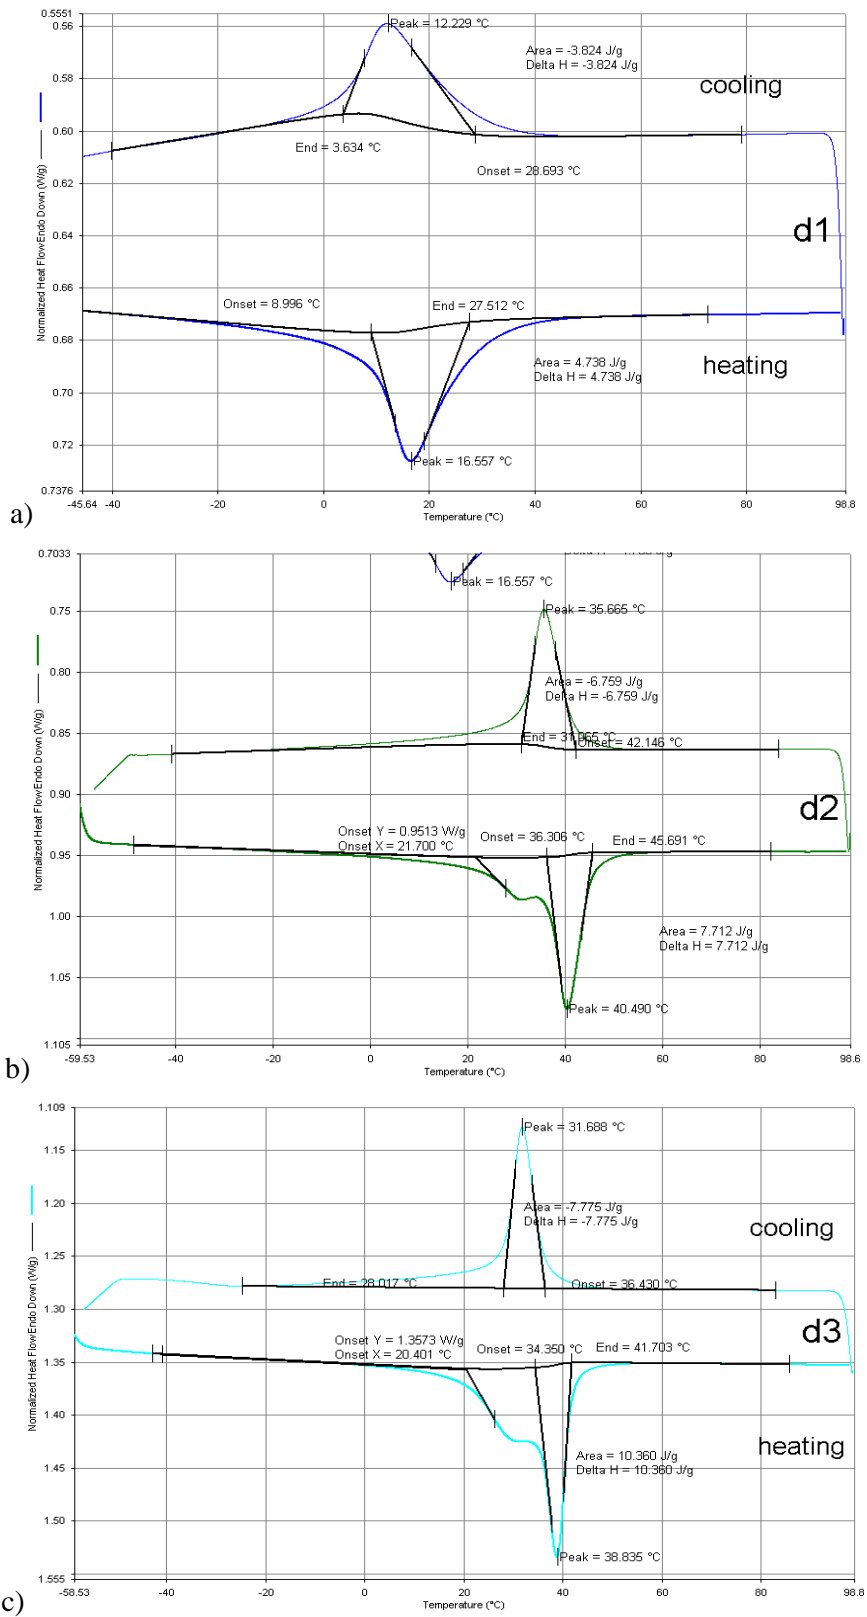 0.5551
0.56
Peak = 12.229 °C
Area = -3.824 J/g
Delta H = -3.824 J/g
0.58
cooling
0.60
End = 3.634 °C
Onset = 28.693 °C
0.62
d1
0.64
0.66
Onset = 8.996 °C
End = 27.512 °C
0.68
Area = 4.738 J/g
Delta H = 4.738 J/g
heating
0.70
0.72
Peak = 16.557 °C
0.7376
-45.64 -40 -20 0 20 40 60 80 98.8
Temperature (°C)
Normalized Heat Flow Endo Down (W/g)
a)
0.7033
Peak = 16.557 °C
0.75
Peak = 35.665 °C
0.80
Area = -6.759 J/g
Delta H = -6.759 J/g
0.85
Onset = 42.146 °C
0.90
d2
Onset Y = 0.9513 W/g
Onset X = 21.700 °C
Onset = 36.306 °C
End = 45.691 °C
0.95
1.00
Area = 7.712 J/g
Delta H = 7.712 J/g
1.05
Peak = 40.490 °C
1.105
-59.53 -40 -20 0 20 40 60 80 98.6
Temperature (°C)
Normalized Heat Flow Endo Down (W/g)
b)
1.109
Peak = 31.688 °C
1.15
1.20
Area = -7.775 J/g
Delta H = -7.775 J/g
cooling
1.25
End = 28.017 °C
Onset = 36.430 °C
1.30
d3
Onset Y = 1.3573 W/g
Onset X = 20.401 °C
Onset = 34.350 °C
End = 41.703 °C
1.35
1.40
heating
Area = 10.360 J/g
Delta H = 10.360 J/g
1.45
1.50
Peak = 38.835 °C
1.555
-58.53 -40 -20 0 20 40 60 80 98.8
Temperature (°C)
Normalized Heat Flow Endo Down (W/g)
c)